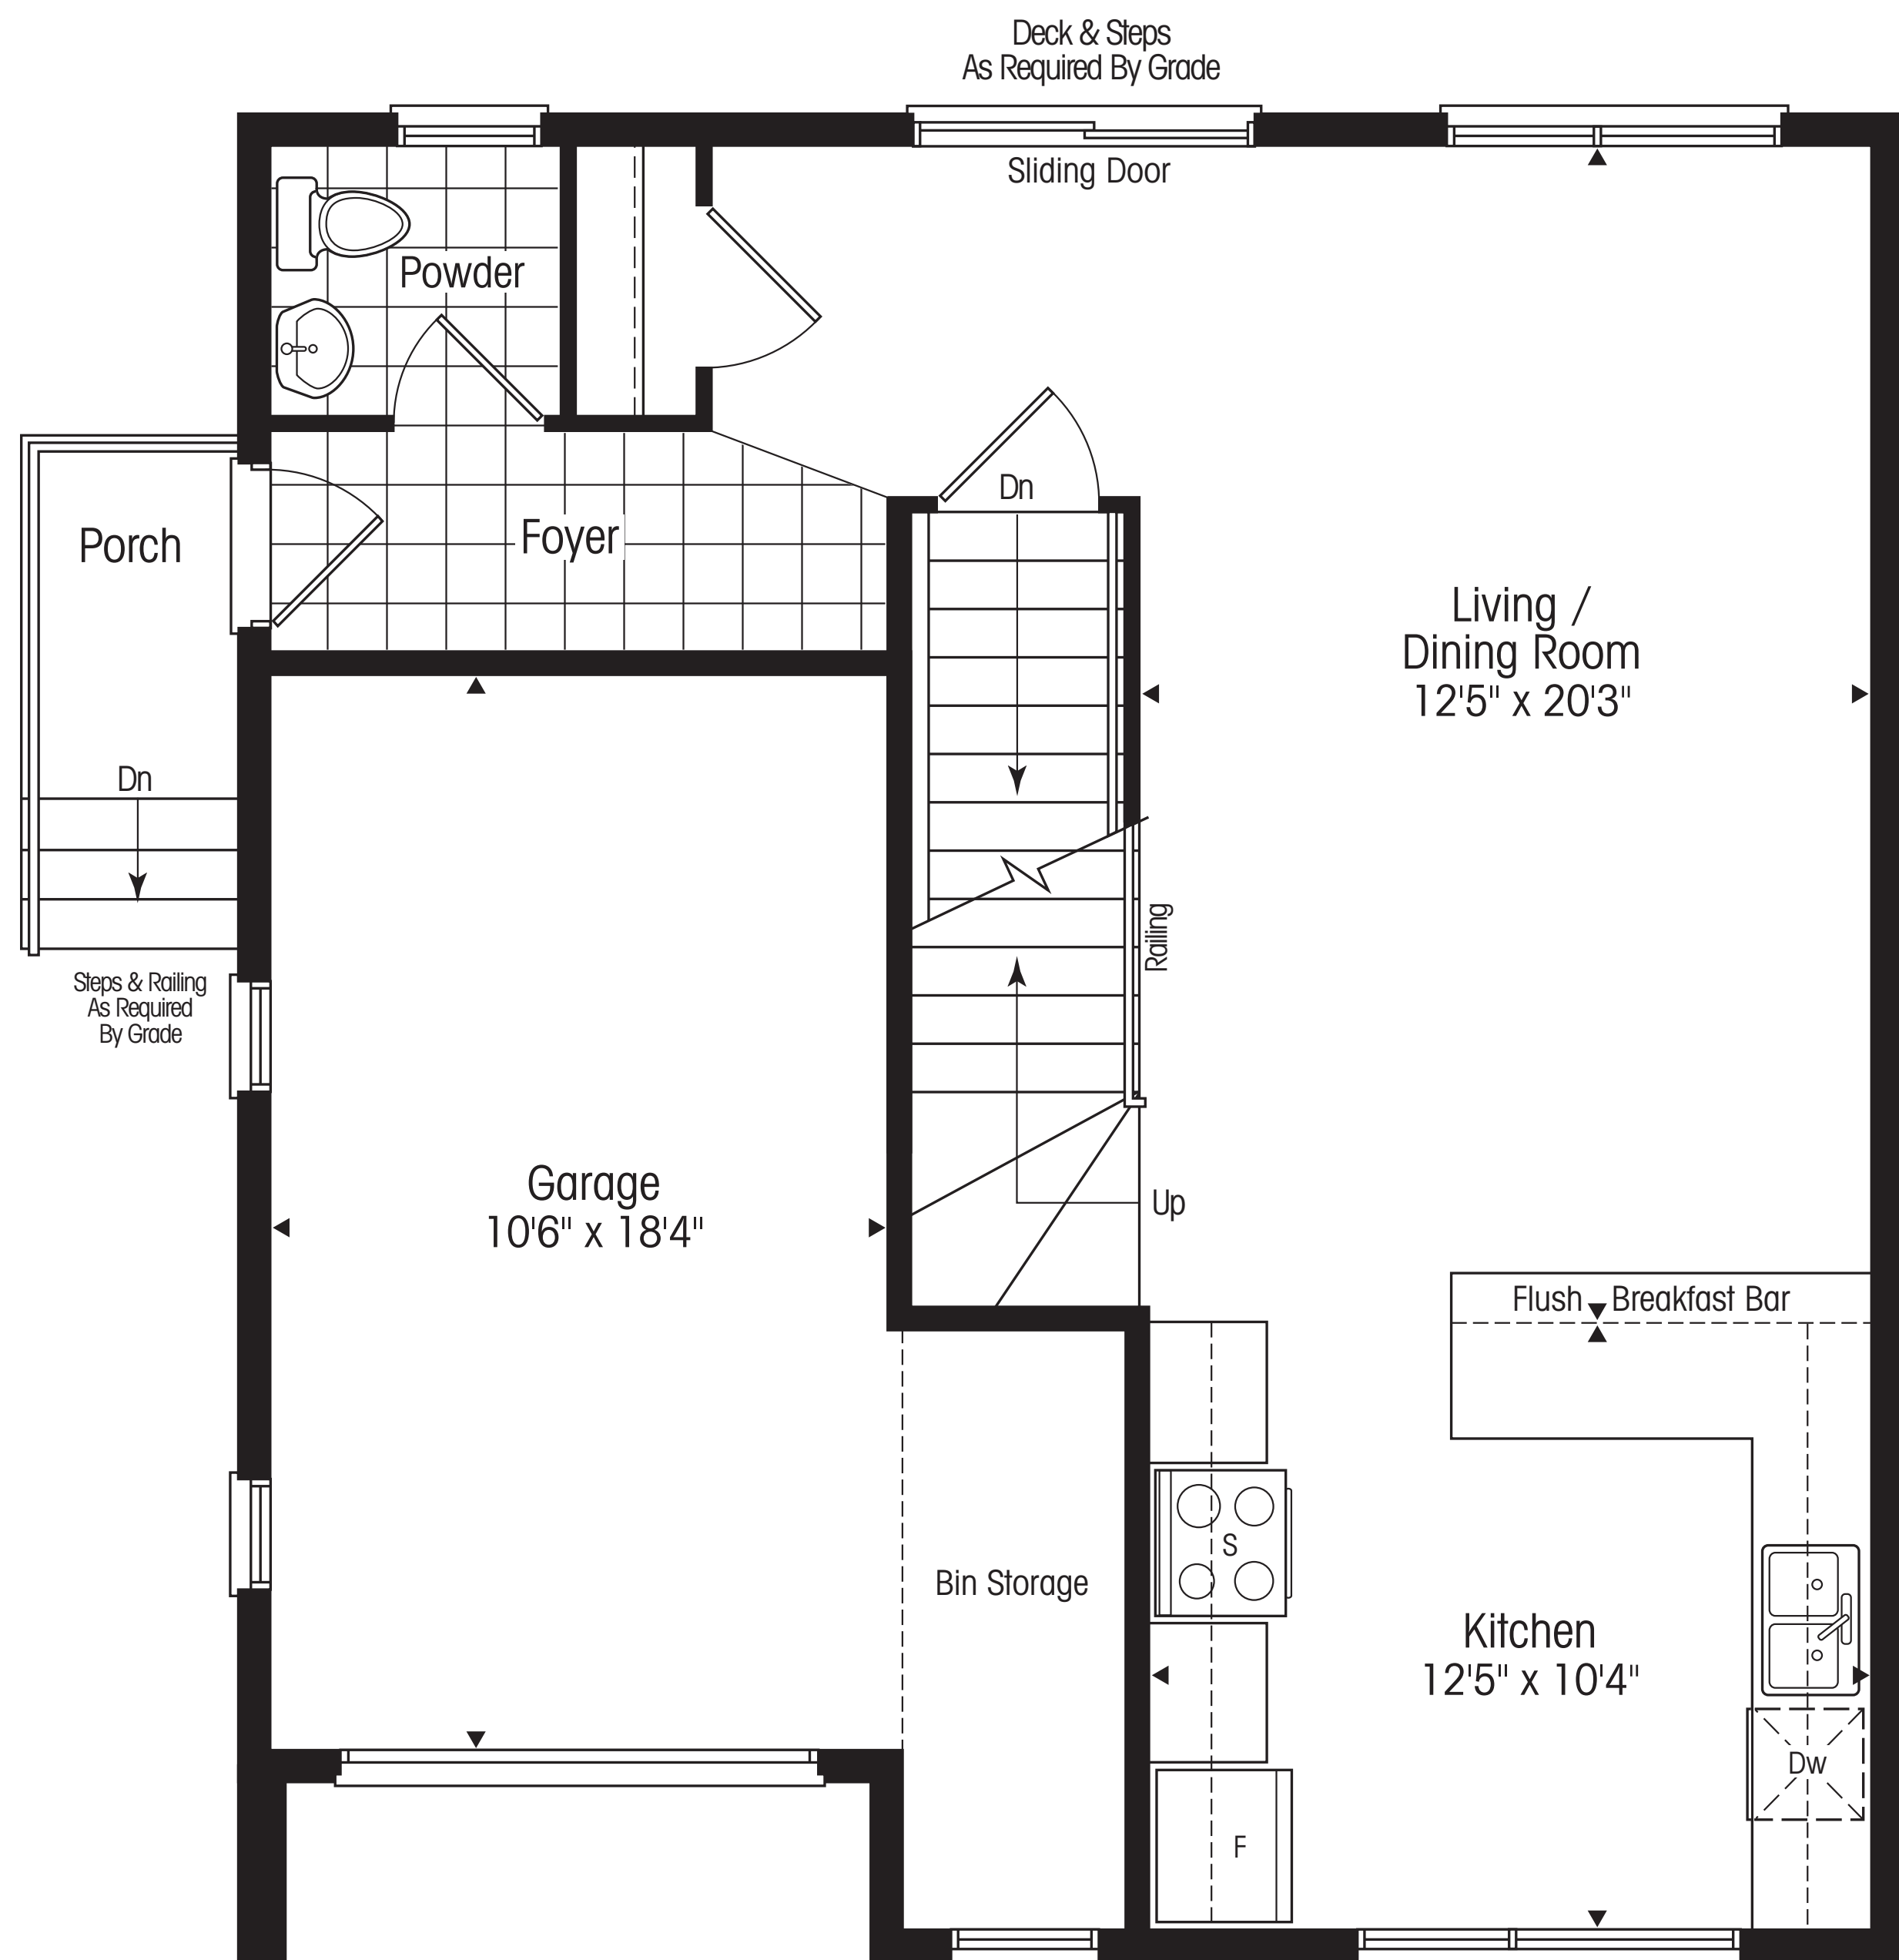 Deck & Steps
As Required By Grade
Sliding Door
Powder
Dn
Porch
Foyer
Living /
Dining Room
12'5" x 20'3"
Dn
Railing
Steps & Railing
As Required
By Grade
Garage
10'6" x 18'4"
Up
Flush Breakfast Bar
S
Bin Storage
Kitchen
12'5" x 10'4"
Dw
F